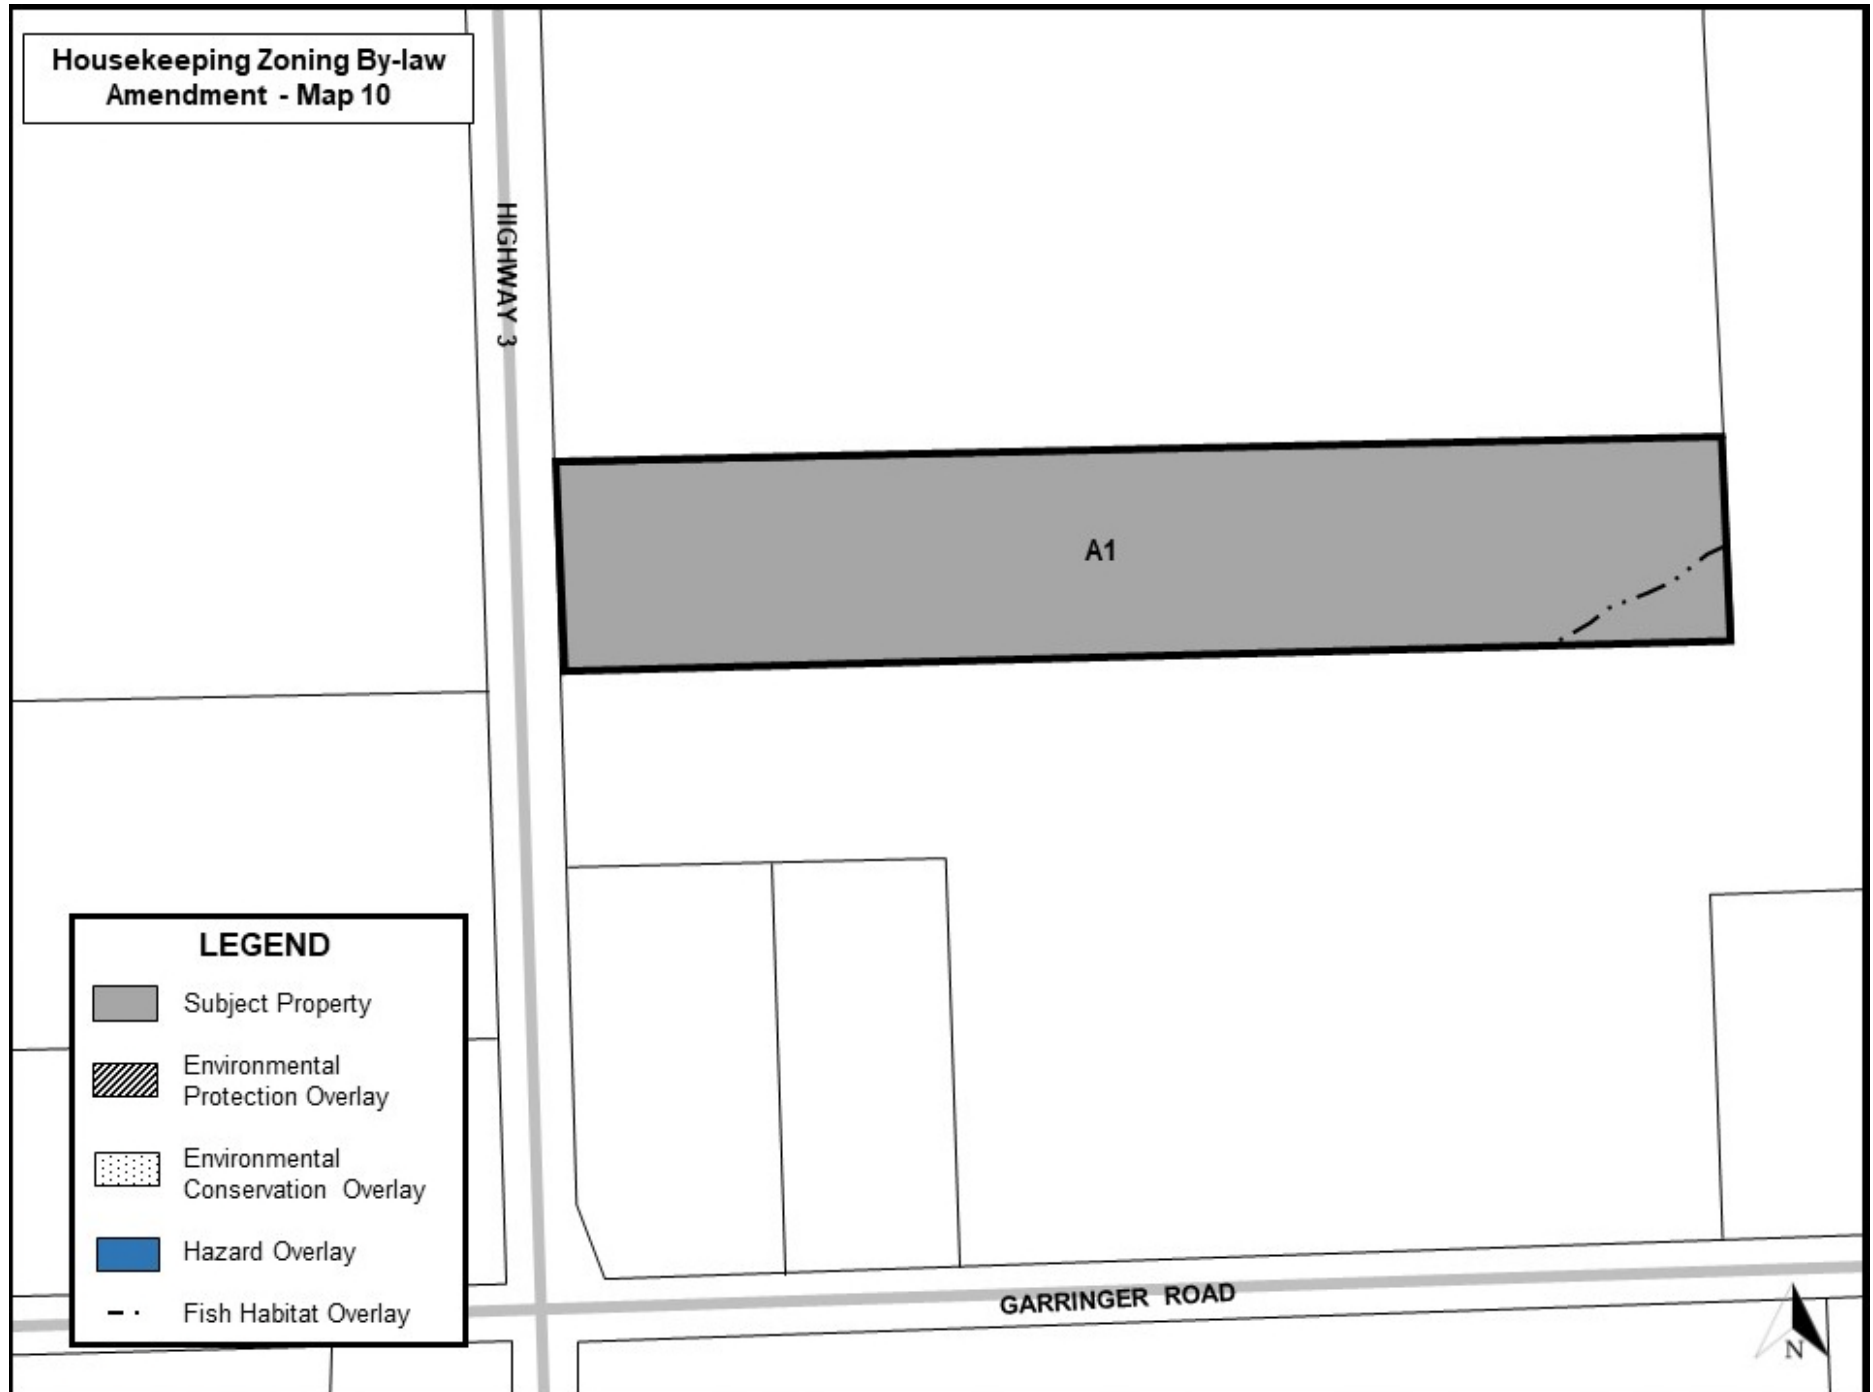 Housekeeping Zoning By-law
Amendment - Map 10
HIGHWAY 3
A1
LEGEND
Subject Property
Environmental
Protection Overlay
Environmental
Conservation Overlay
Hazard Overlay
Fish Habitat Overlay
GARRINGER ROAD
N